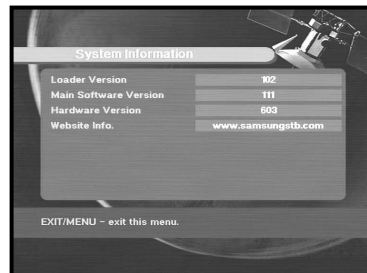 System Information
Loader Version 102
Main Software Version 111
Hardware Version 603
Website Info. www.samsungstb.com
EXIT/MENU – exit this menu.